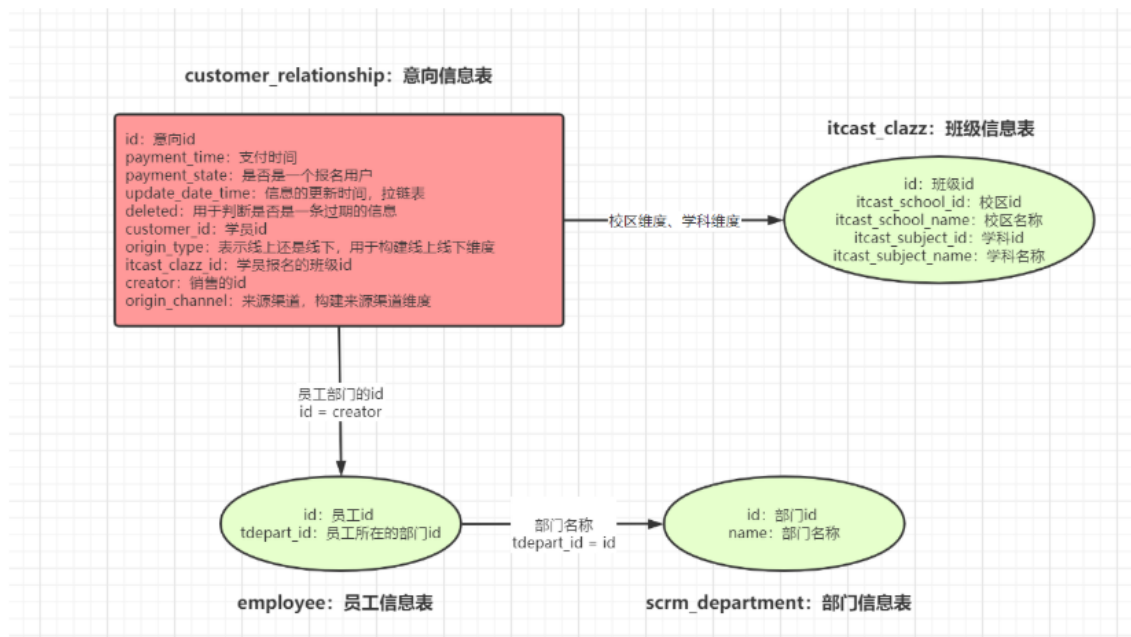 customer_relationship：意向信息表
id：意向id
payment_time：支付时间
payment_state：是否是一个报名用户
update_date_time：信息的更新时间，拉链表
deleted：用于判断是否是一条过期的信息
customer_id：学员id
origin_type：表示线上还是线下，用于构建线上线下维度
itcast_clazz_id：学员报名的班级id
creator：销售的id
origin_channel：来源渠道，构建来源渠道维度
校区维度、学科维度
itcast_clazz：班级信息表
id：班级id
itcast_school_id：校区id
itcast_school_name：校区名称
itcast_subject_id：学科id
itcast_subject_name：学科名称
员工部门的id
id = creator
id：员工id
tdepart_id：员工所在的部门id
employee：员工信息表
部门名称
tdepart_id = id
id：部门id
name：部门名称
scrm_department：部门信息表